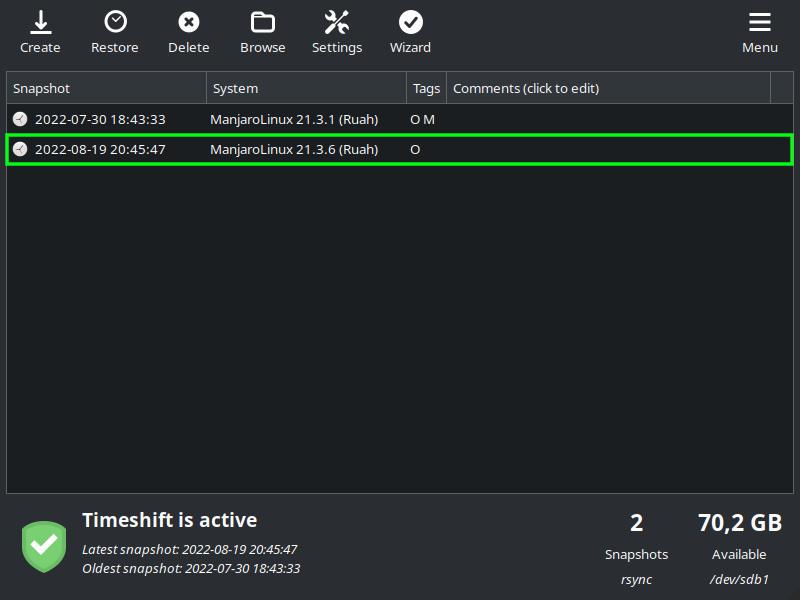 Create Restore Delete Browse Settings Wizard Menu
Snapshot System Tags Comments (click to edit)
2022-07-30 18:43:33 ManjaroLinux 21.3.1 (Ruah) O M
2022-08-19 20:45:47 ManjaroLinux 21.3.6 (Ruah) O
Timeshift is active
Latest snapshot: 2022-08-19 20:45:47
Oldest snapshot: 2022-07-30 18:43:33
2 70,2 GB
Snapshots Available
rsync /dev/sdb1